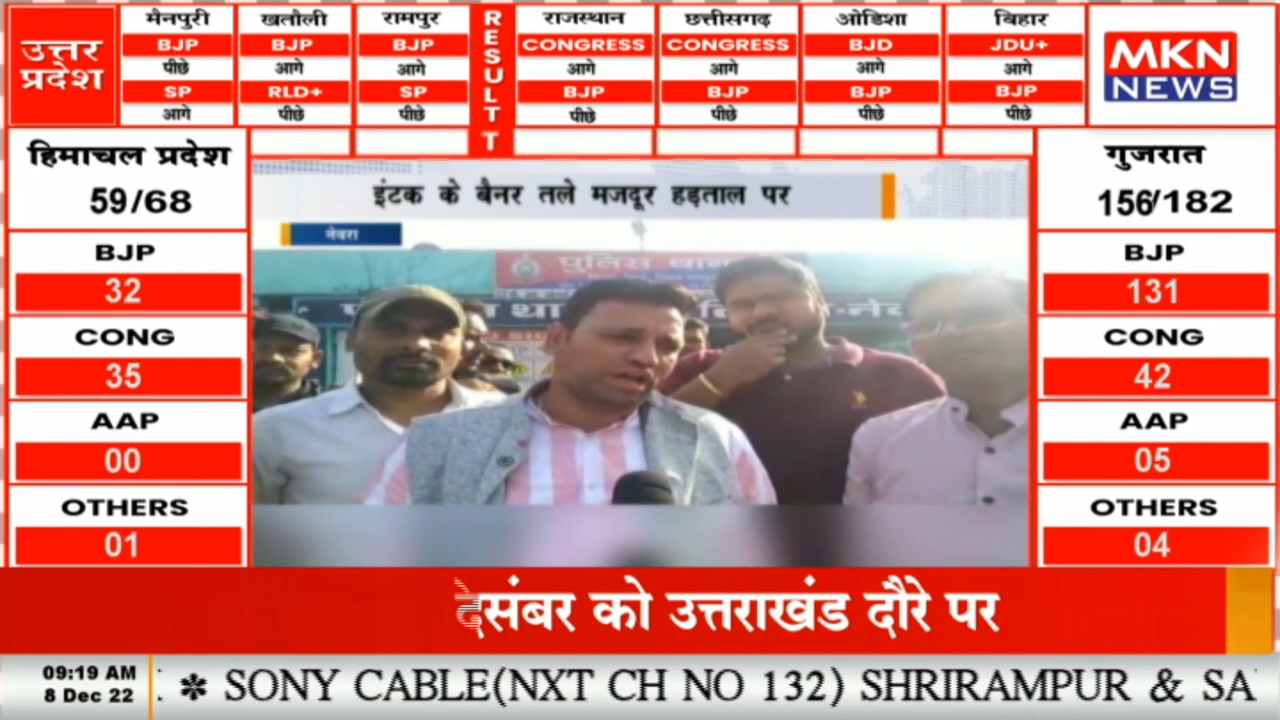 उत्तर
प्रदेश
मैनपुरी
BJP
पीछे
SP
आगे
खतौली
BJP
आगे
RLD+
पीछे
रामपुर
BJP
आगे
SP
पीछे
RESULT
T
राजस्थान
CONGRESS
आगे
BJP
पीछे
छत्तीसगढ़
CONGRESS
आगे
BJP
पीछे
ओडिशा
BJD
आगे
BJP
पीछे
बिहार
JDU+
आगे
BJP
पीछे
MKN
NEWS
हिमाचल प्रदेश
59/68
BJP
32
CONG
35
AAP
00
OTHERS
01
इंटक के बैनर तले मजदूर हड़ताल पर
नेवरा
पुलिस थाना
गुजरात
156/182
BJP
131
CONG
42
AAP
05
OTHERS
04
देसंबर को उत्तराखंड दौरे पर
09:19 AM
8 Dec 22
* SONY CABLE(NXT CH NO 132) SHRIRAMPUR & SA